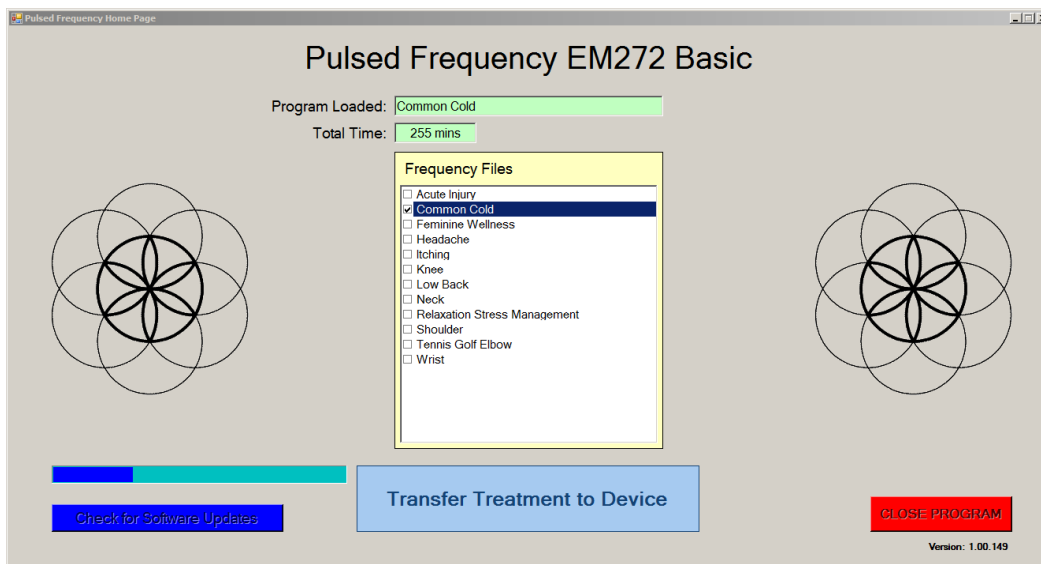 Pulsed Frequency Home Page
Pulsed Frequency EM272 Basic
Program Loaded: Common Cold
Total Time: 255 mins
Frequency Files
Acute Injury
Common Cold
Feminine Wellness
Headache
Itching
Knee
Low Back
Neck
Relaxation Stress Management
Shoulder
Tennis Golf Elbow
Wrist
Transfer Treatment to Device
Check for Software Updates
CLOSE PROGRAM
Version: 1.00.149